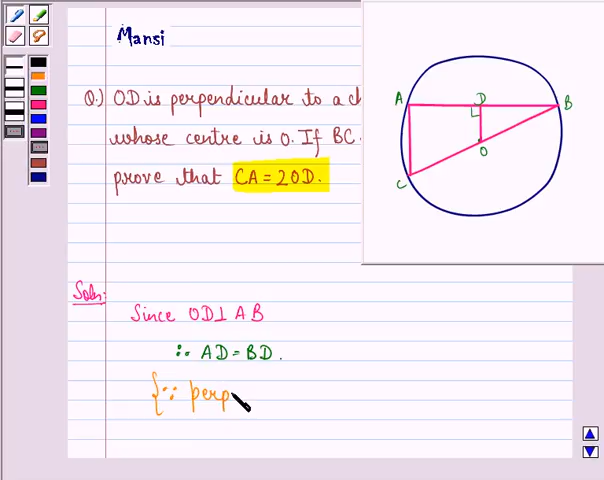 Mansi
Q.) OD is perpendicular to a ch
whose centre is O. If BC
prove that CA = 2OD.
A
D
B
O
C
Soln:
Since OD⊥AB
∴ AD = BD.
{∵ perp